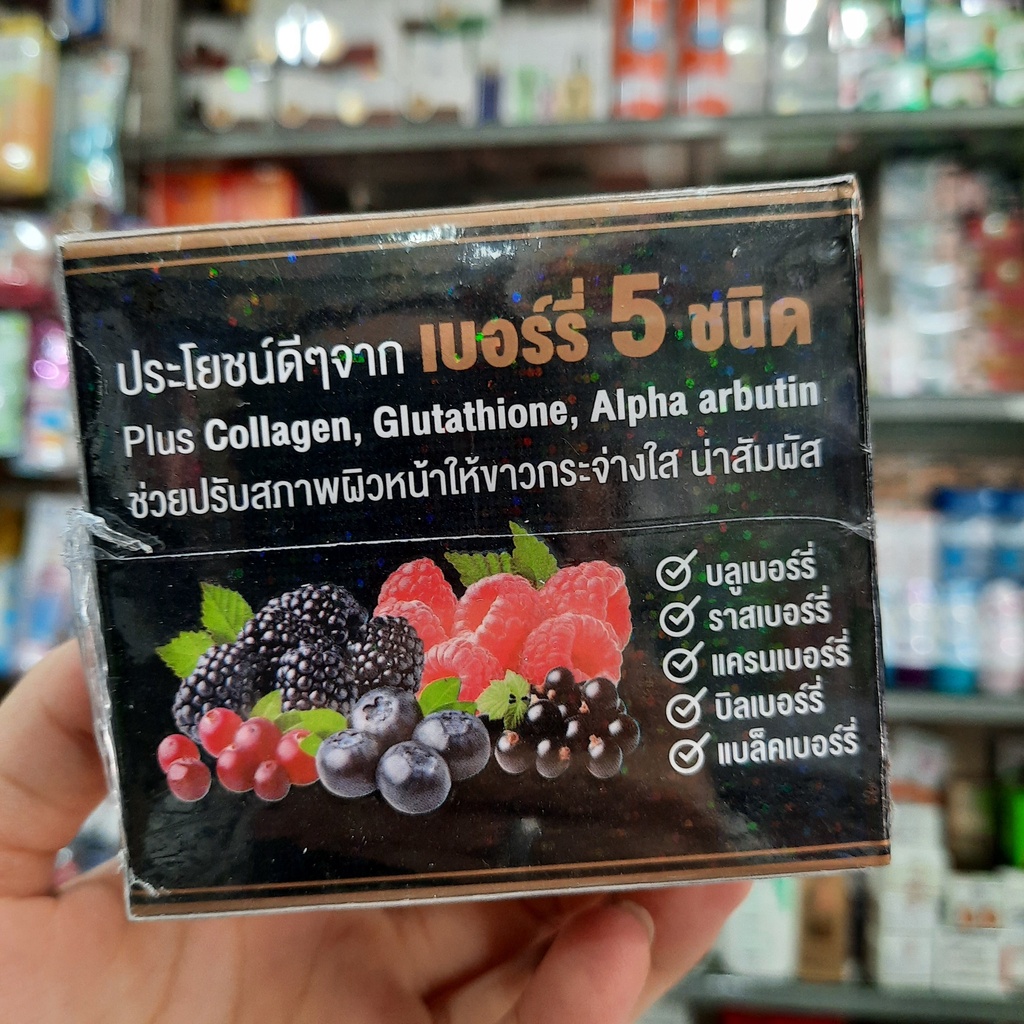 ประโยชน์ดีๆจาก เบอร์รี่ 5 ชนิด
Plus Collagen, Glutathione, Alpha arbutin
ช่วยปรับสภาพผิวหน้าให้ขาวกระจ่างใส น่าสัมผัส
บลูเบอร์รี่
ราสเบอร์รี่
แครนเบอร์รี่
บิลเบอร์รี่
แบล็คเบอร์รี่